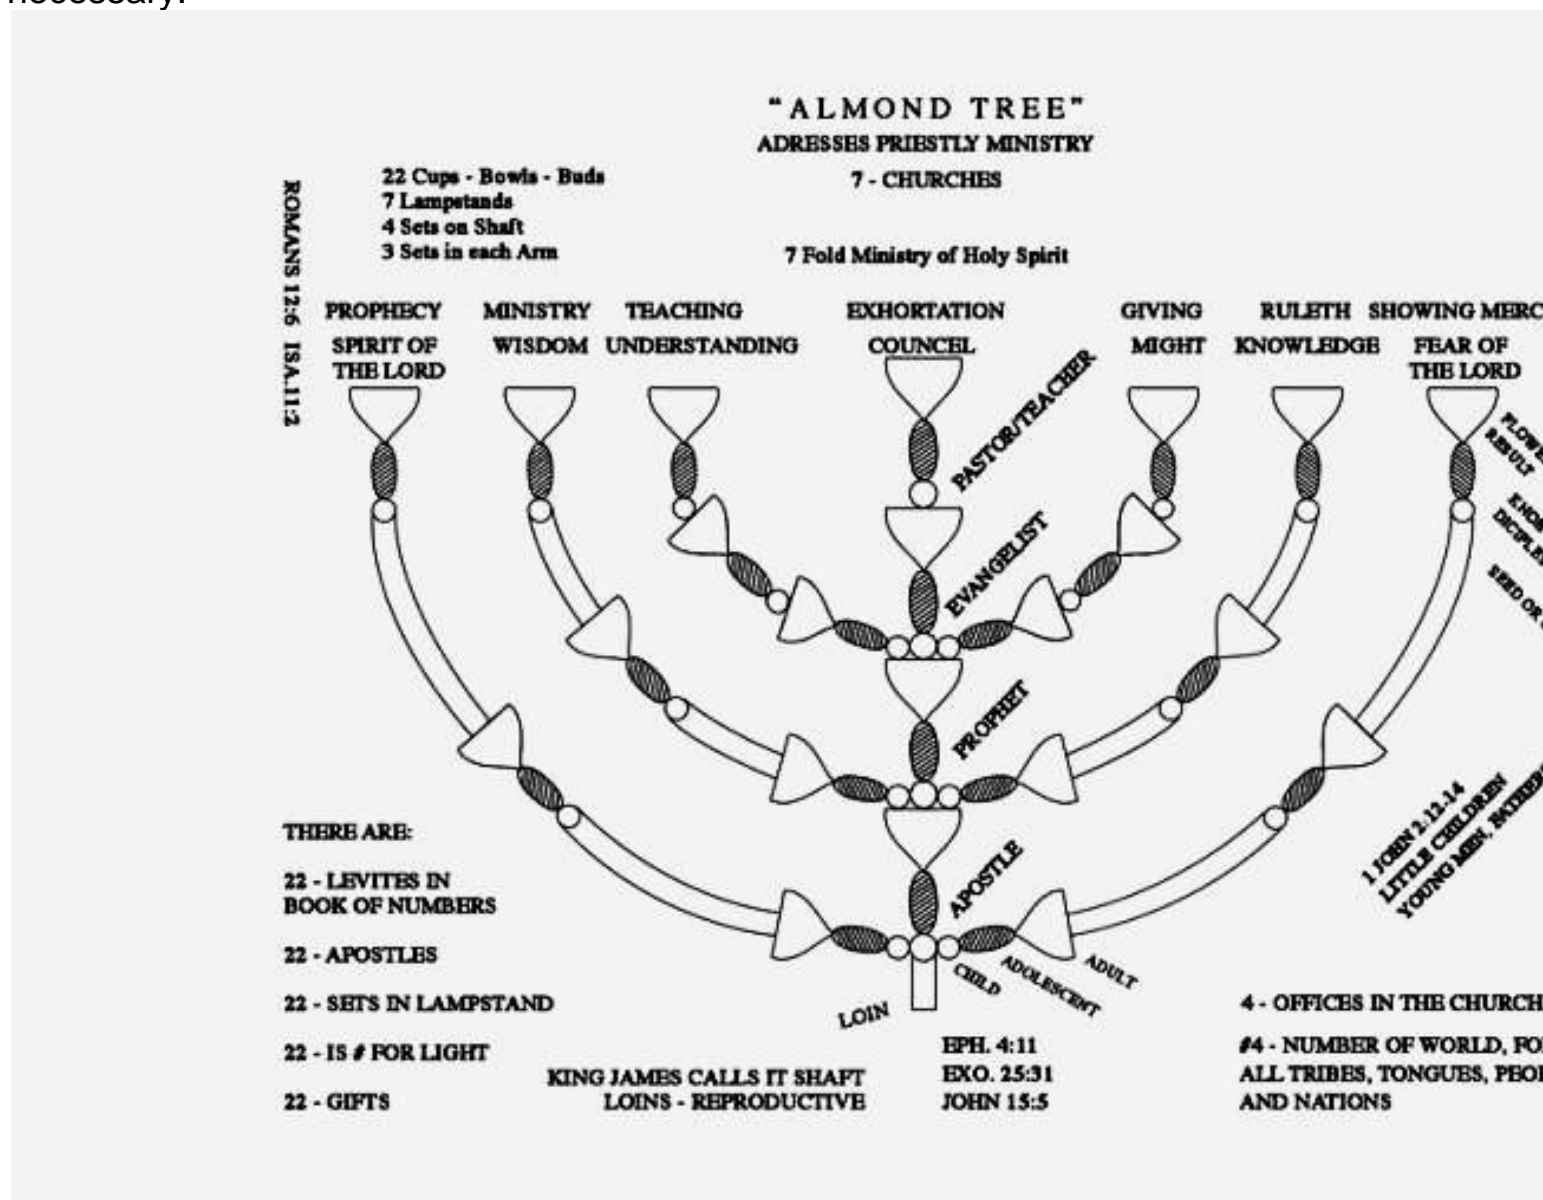 "ALMOND TREE"
ADRESSES PRIESTLY MINISTRY
7 - CHURCHES
22 Cups - Bowls - Buds
7 Lampstands
4 Sets on Shaft
3 Sets in each Arm
7 Fold Ministry of Holy Spirit
ROMANS 12:6 ISA.11:2
PROPHECY MINISTRY TEACHING EXHORTATION GIVING RULETH SHOWING
SPIRIT OF WISDOM UNDERSTANDING COUNCEL MIGHT KNOWLEDGE FEAR OF
THE LORD THE LORD
PASTOR/TEACHER
EVANGELIST
PROPHET
APOSTLE
RESULT
SEED OR
1 JOHN 2:12-14
LITTLE CHILDREN
YOUNG MEN,
THERE ARE:
22 - LEVITES IN
BOOK OF NUMBERS
22 - APOSTLES
22 - SETS IN LAMPSTAND
22 - IS # FOR LIGHT
22 - GIFTS
LOIN
CHILD
ADOLESCENT
ADULT
KING JAMES CALLS IT SHAFT
LOINS - REPRODUCTIVE
EPH. 4:11
EXO. 25:31
JOHN 15:5
4 - OFFICES IN THE CHURCH
#4 - NUMBER OF WORLD,
ALL TRIBES, TONGUES,
AND NATIONS